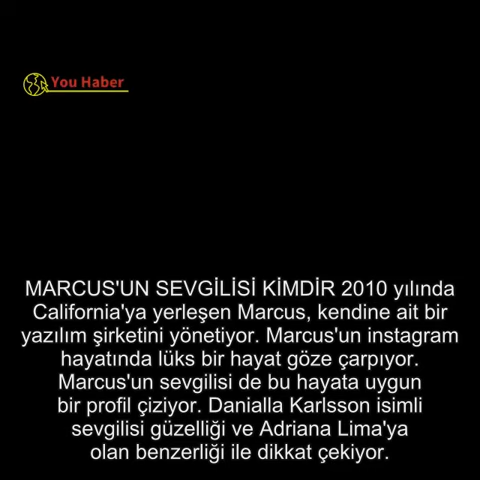 You Haber
MARCUS'UN SEVGİLİSİ KİMDİR 2010 yılında
California'ya yerleşen Marcus, kendine ait bir
yazılım şirketini yönetiyor. Marcus'un instagram
hayatında lüks bir hayat göze çarpıyor.
Marcus'un sevgilisi de bu hayata uygun
bir profil çiziyor. Danialla Karlsson isimli
sevgilisi güzelliği ve Adriana Lima'ya
olan benzerliği ile dikkat çekiyor.